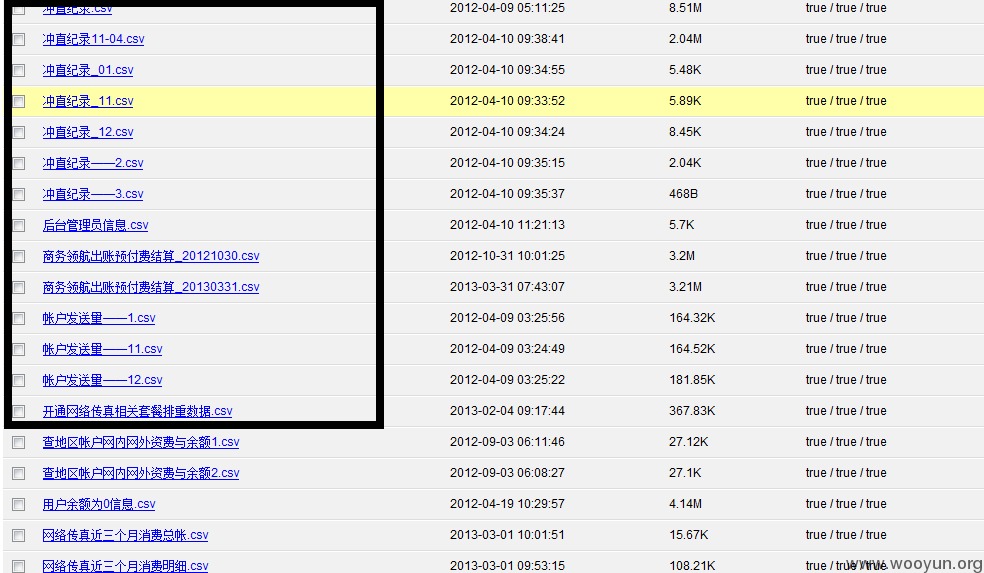 冲直纪录.csv 2012-04-09 05:11:25 8.51M true / true / true
冲直纪录11-04.csv 2012-04-10 09:38:41 2.04M true / true / true
冲直纪录_01.csv 2012-04-10 09:34:55 5.48K true / true / true
冲直纪录_11.csv 2012-04-10 09:33:52 5.89K true / true / true
冲直纪录_12.csv 2012-04-10 09:34:24 8.45K true / true / true
冲直纪录——2.csv 2012-04-10 09:35:15 2.04K true / true / true
冲直纪录——3.csv 2012-04-10 09:35:37 468B true / true / true
后台管理员信息.csv 2012-04-10 11:21:13 5.7K true / true / true
商务领航出账预付费结算_20121030.csv 2012-10-31 10:01:25 3.2M true / true / true
商务领航出账预付费结算_20130331.csv 2013-03-31 07:43:07 3.21M true / true / true
帐户发送量——1.csv 2012-04-09 03:25:56 164.32K true / true / true
帐户发送量——11.csv 2012-04-09 03:24:49 164.52K true / true / true
帐户发送量——12.csv 2012-04-09 03:25:22 181.85K true / true / true
开通网络传真相关套餐排重数据.csv 2013-02-04 09:17:44 367.83K true / true / true
查地区帐户网内网外资费与余额1.csv 2012-09-03 06:11:46 27.12K true / true / true
查地区帐户网内网外资费与余额2.csv 2012-09-03 06:08:27 27.1K true / true / true
用户余额为0信息.csv 2012-04-19 10:29:57 4.14M true / true / true
网络传真近三个月消费总帐.csv 2013-03-01 10:01:51 15.67K true / true / true
网络传真近三个月消费明细.csv 2013-03-01 09:53:15 108.21K true / true / true
www.wooyun.org